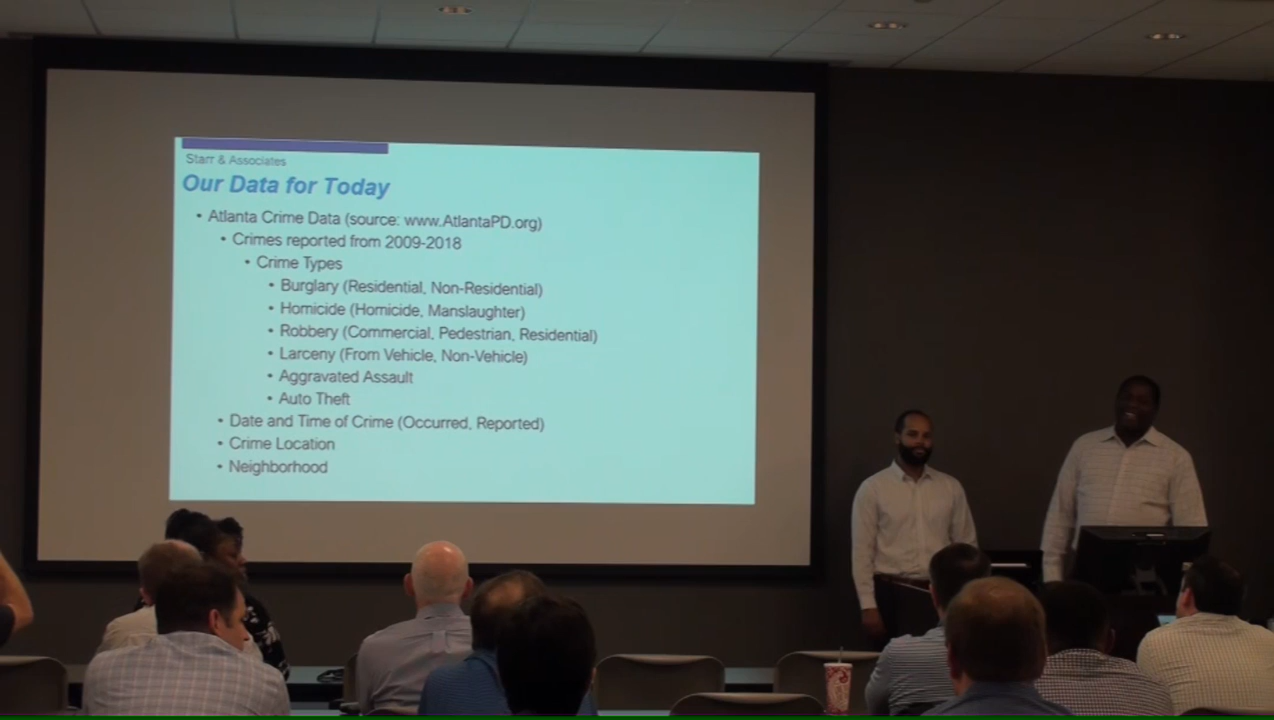 Starr & Associates
Our Data for Today
• Atlanta Crime Data (source: www.AtlantaPD.org)
• Crimes reported from 2009-2018
• Crime Types
• Burglary (Residential, Non-Residential)
• Homicide (Homicide, Manslaughter)
• Robbery (Commercial, Pedestrian, Residential)
• Larceny (From Vehicle, Non-Vehicle)
• Aggravated Assault
• Auto Theft
• Date and Time of Crime (Occurred, Reported)
• Crime Location
• Neighborhood